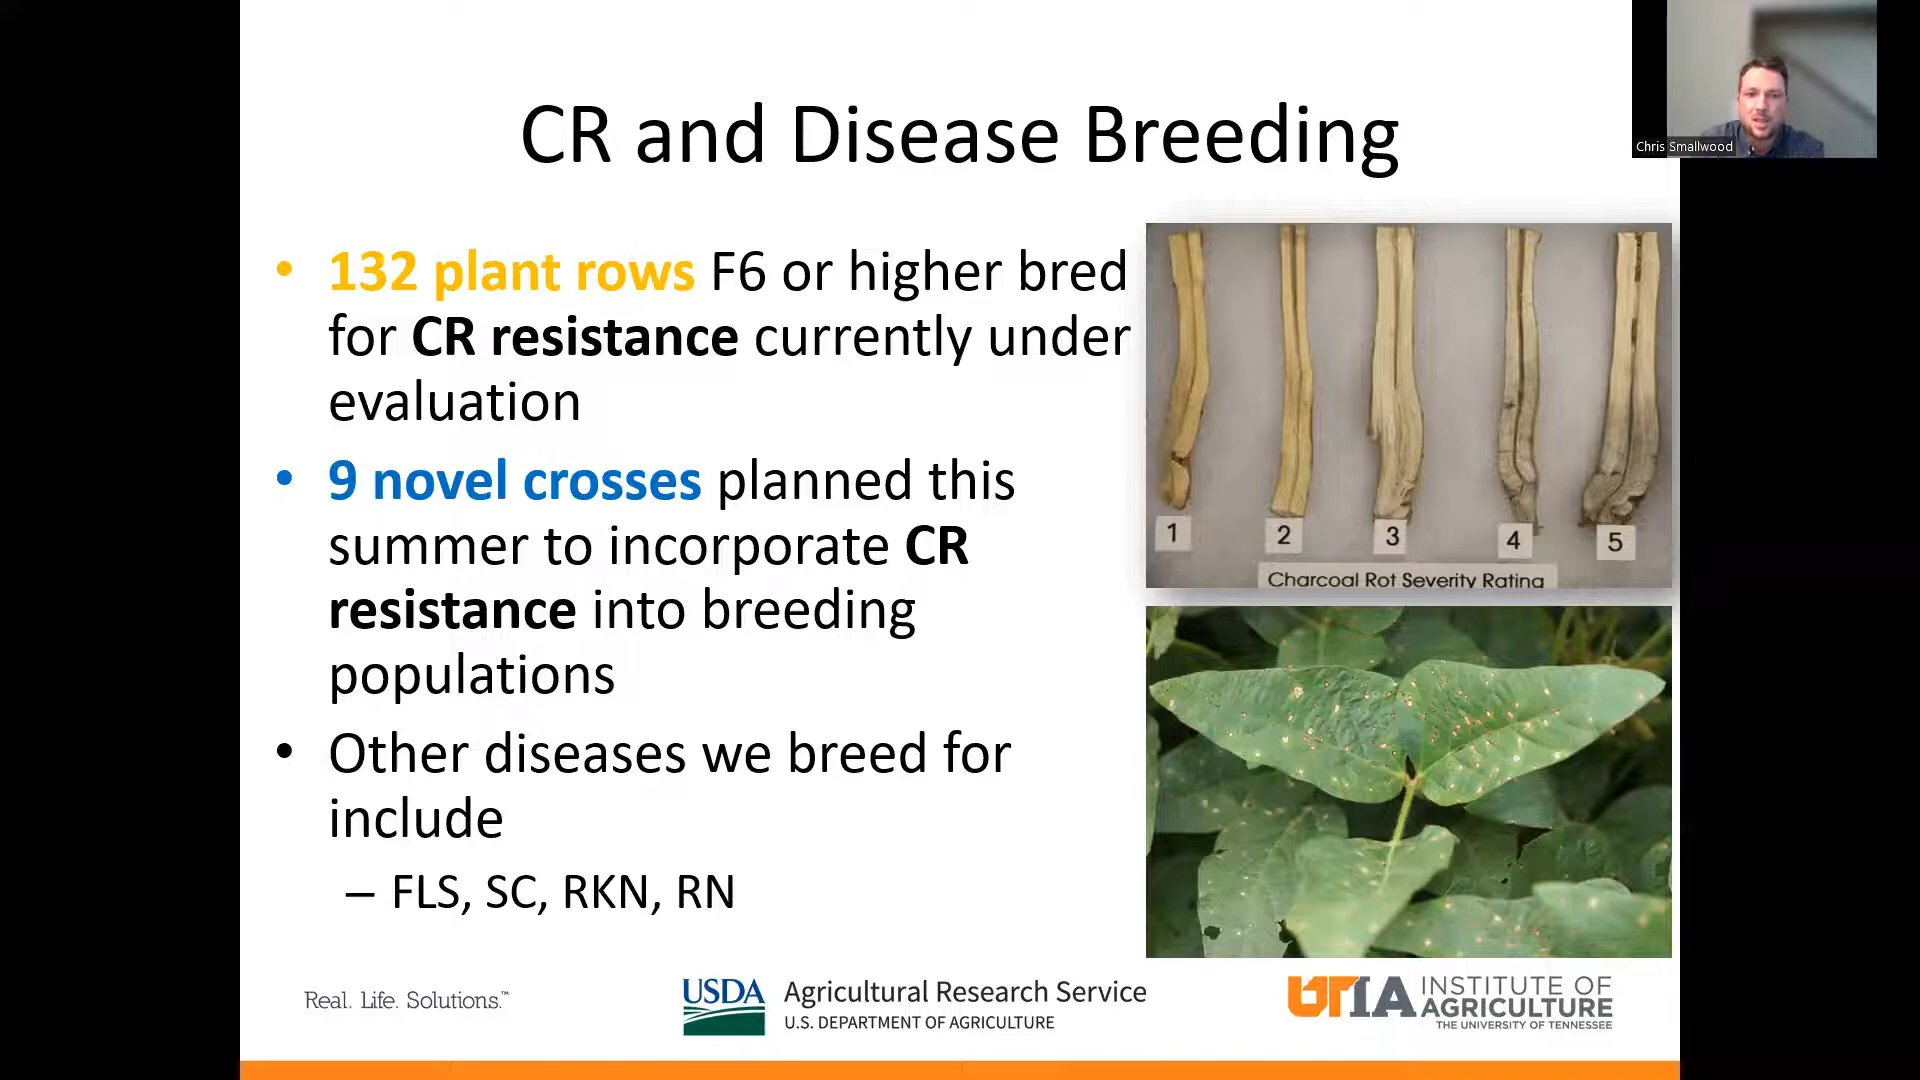 Chris Smallwood
CR and Disease Breeding
• 132 plant rows F6 or higher bred
for CR resistance currently under
evaluation
• 9 novel crosses planned this
summer to incorporate CR
resistance into breeding
populations
• Other diseases we breed for
include
– FLS, SC, RKN, RN
1
2
3
4
5
Charcoal Rot Severity Rating
Real. Life. Solutions.™
USDA
Agricultural Research Service
U.S. DEPARTMENT OF AGRICULTURE
UTIA
INSTITUTE OF
AGRICULTURE
THE UNIVERSITY OF TENNESSEE